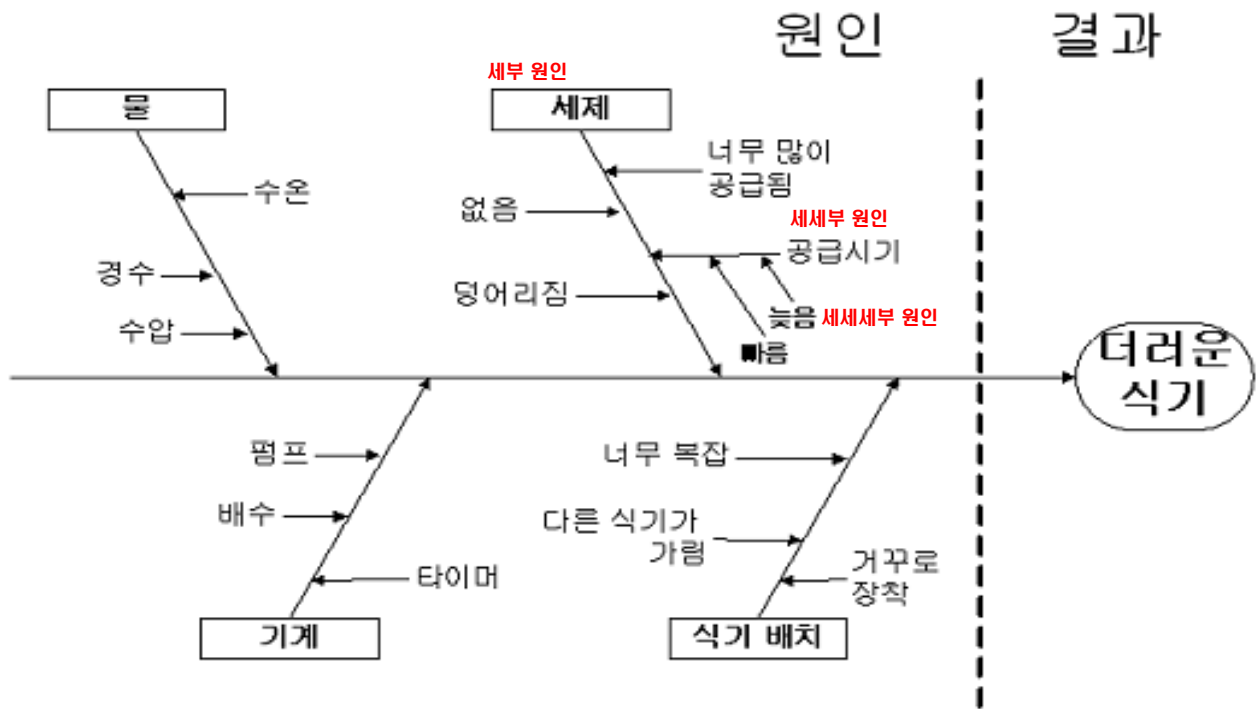 원인
결과
세부 원인
물
세제
너무 많이
공급됨
수온
없음
세세부 원인
공급시기
경수
덩어리짐
늦음 세세세부 원인
수압
빠름
더러운
식기
펌프
너무 복잡
배수
다른 식기가
가림
거꾸로
장착
타이머
기계
식기 배치